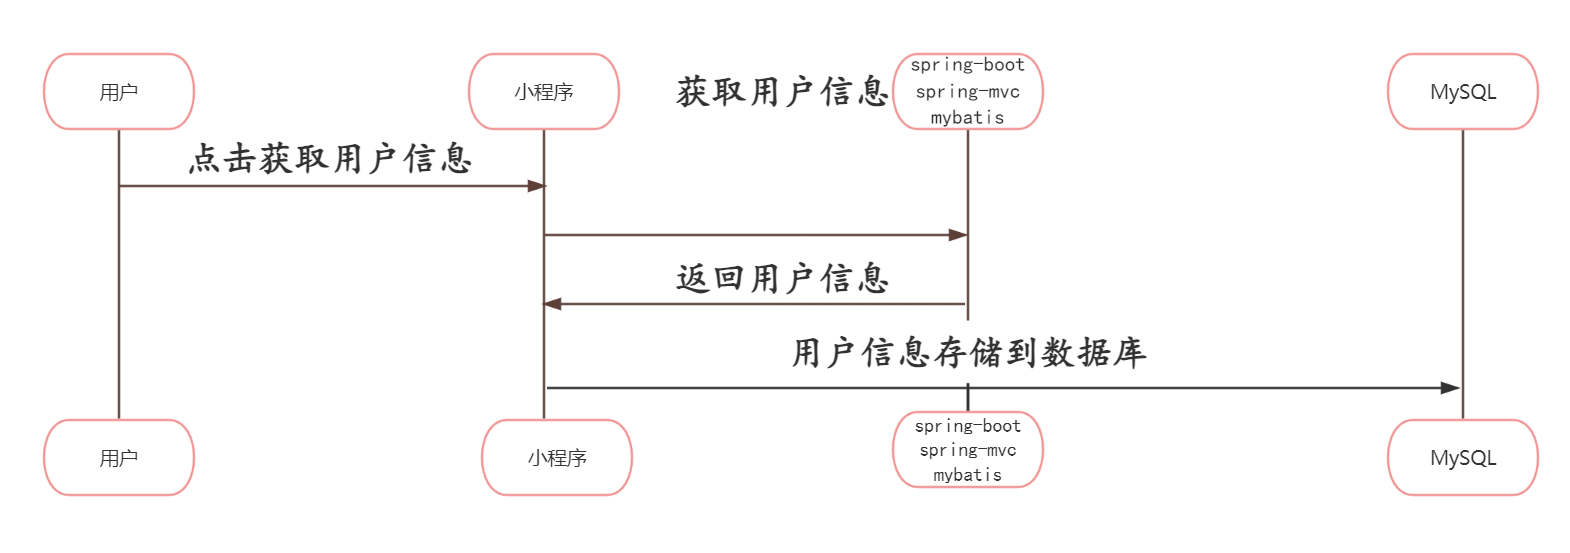 用户
小程序
获取用户信息
spring-boot
spring-mvc
mybatis
MySQL
点击获取用户信息
返回用户信息
用户信息存储到数据库
用户
小程序
spring-boot
spring-mvc
mybatis
MySQL